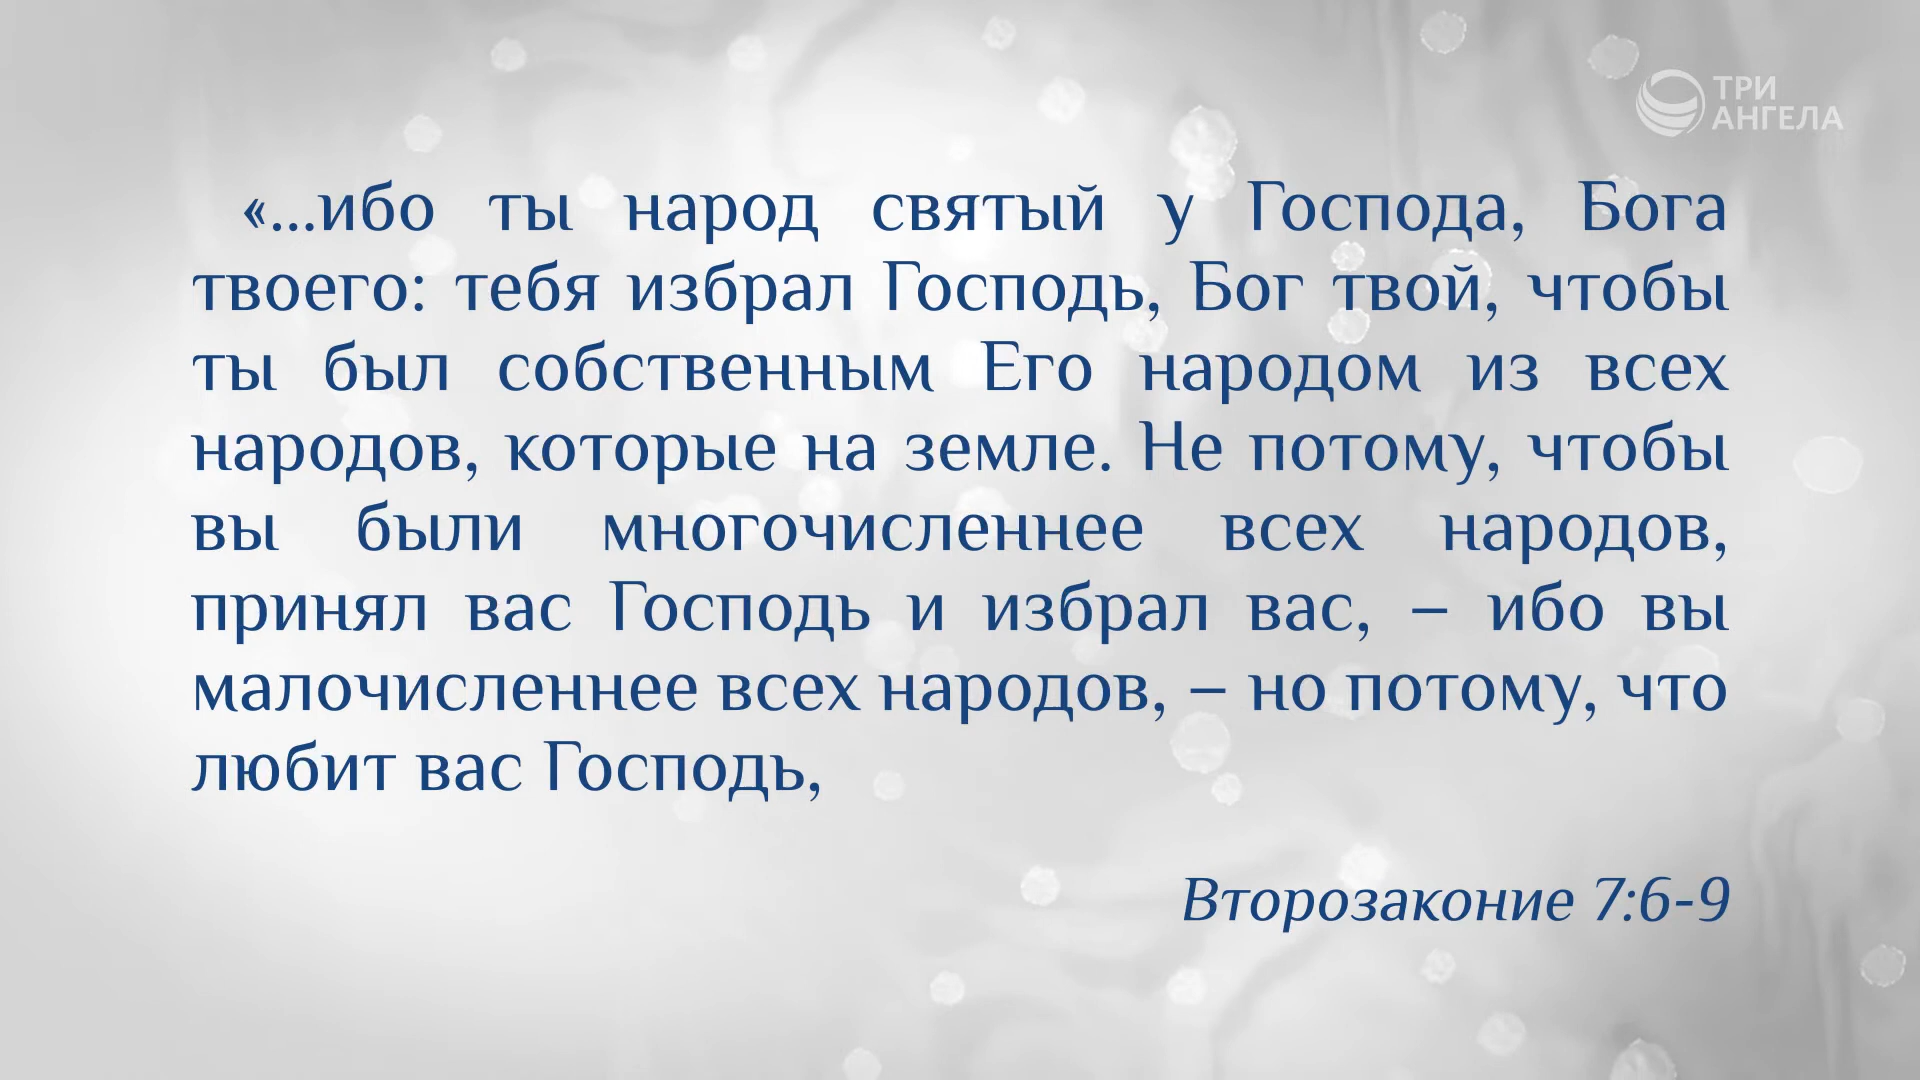 ТРИ
АНГЕЛА
«...ибо ты народ святый у Господа, Бога
твоего: тебя избрал Господь, Бог твой, чтобы
ты был собственным Его народом из всех
народов, которые на земле. Не потому, чтобы
вы были многочисленнее всех народов,
принял вас Господь и избрал вас, – ибо вы
малочисленнее всех народов, – но потому, что
любит вас Господь,
Второзаконие 7:6-9